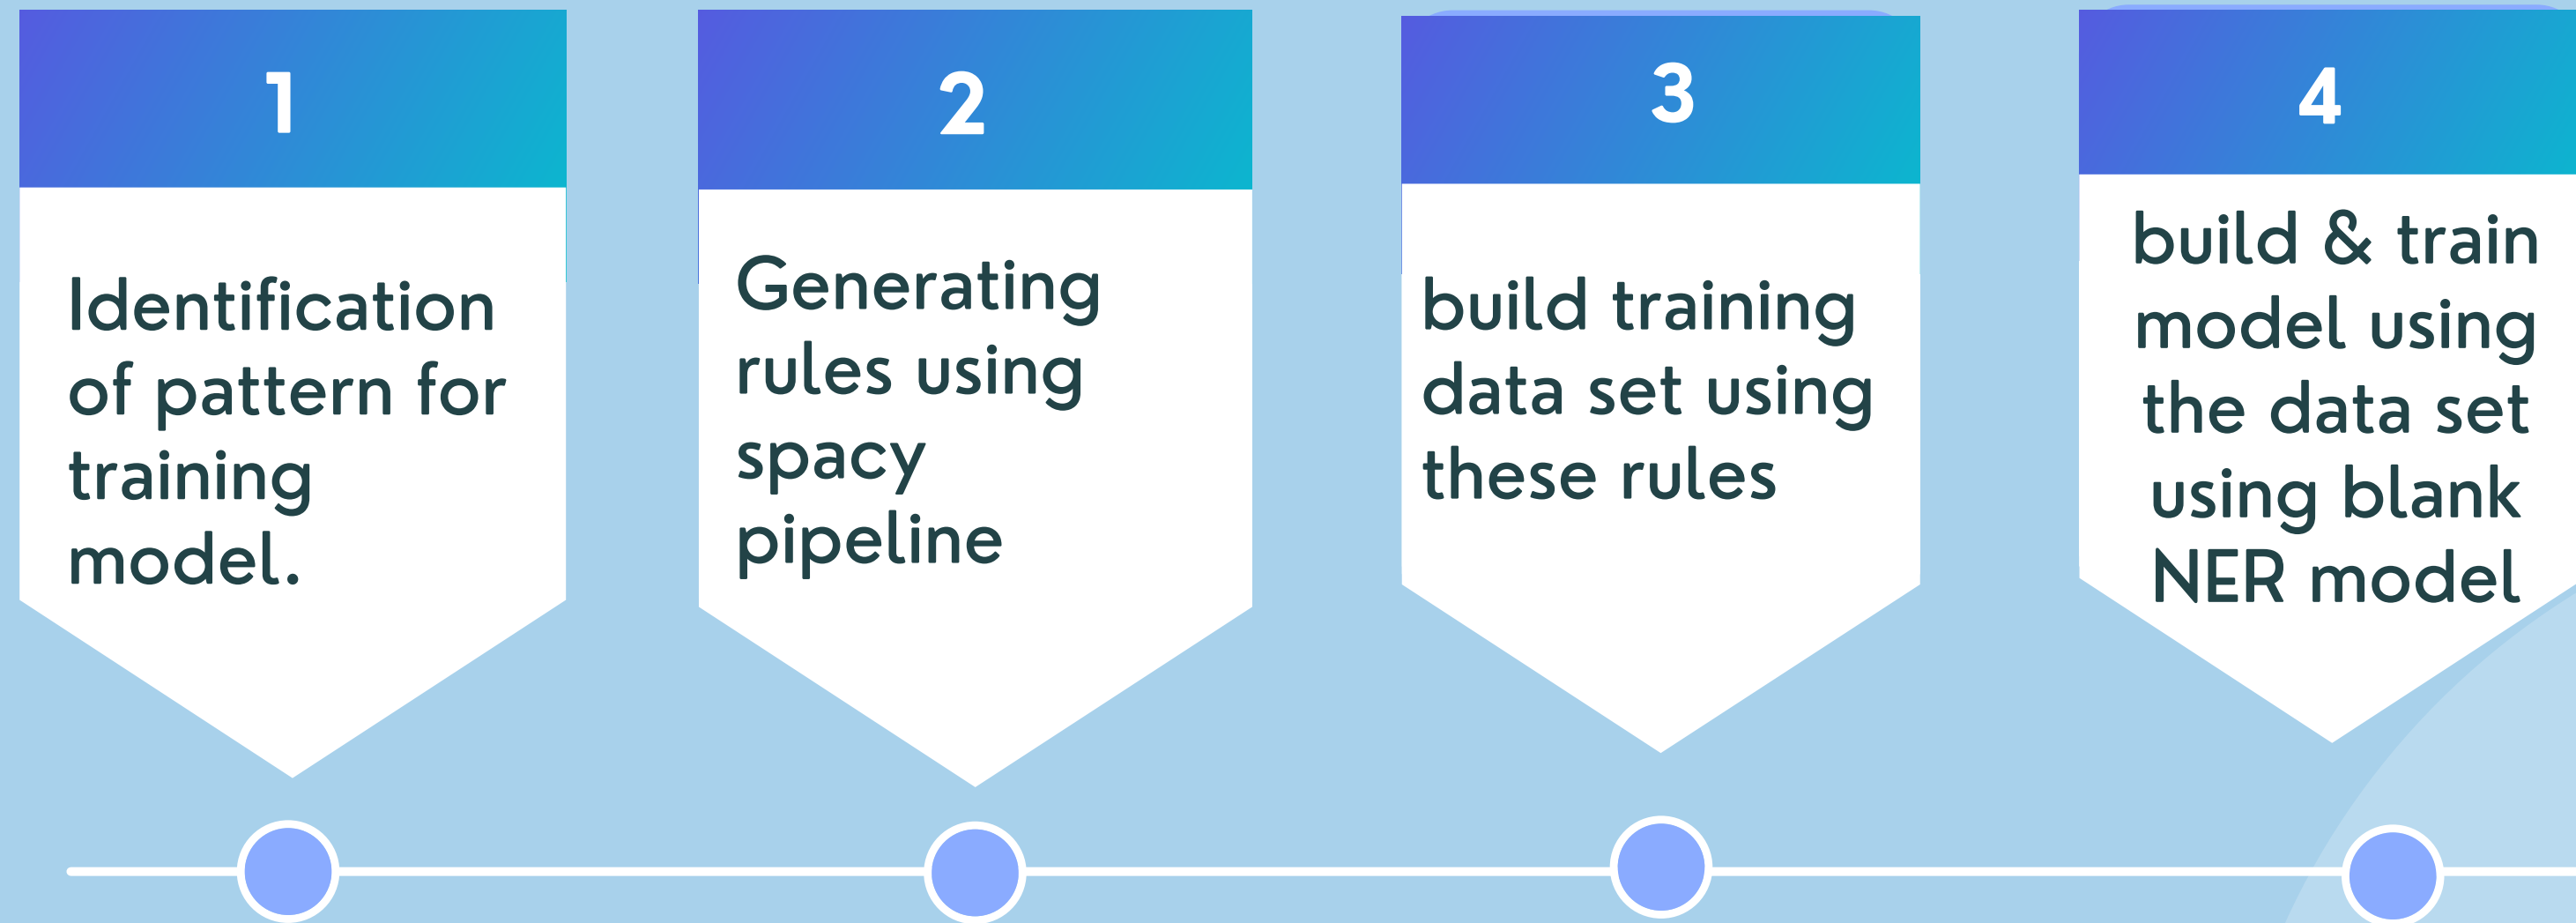 1
Identification
of pattern for
training
model.
2
Generating
rules using
spacy
pipeline
3
build training
data set using
these rules
4
build & train
model using
the data set
using blank
NER model